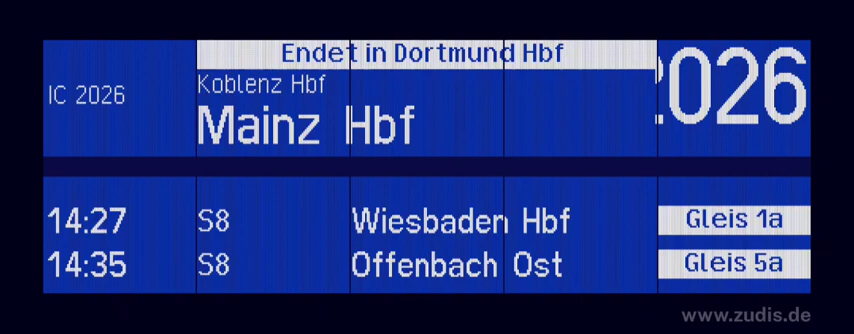 Endet in Dortmund Hbf
IC 2026
Koblenz Hbf
Mainz Hbf
2026
14:27 S8 Wiesbaden Hbf Gleis 1a
14:35 S8 Offenbach Ost Gleis 5a
www.zudis.de